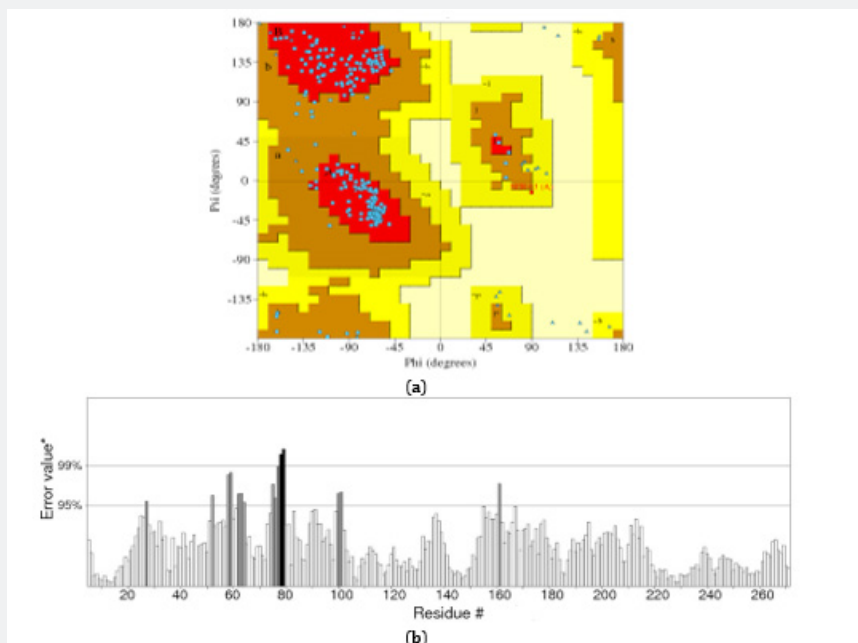 180
135
90
45
0
-45
-90
-135
Psi (degrees)
B
b
a
-180 -135 -90 -45 0 45 90 135 180
Phi (degrees)
(a)
Error value*
99%
95%
20 40 60 80 100 120 140 160 180 200 220 240 260
Residue #
(b)